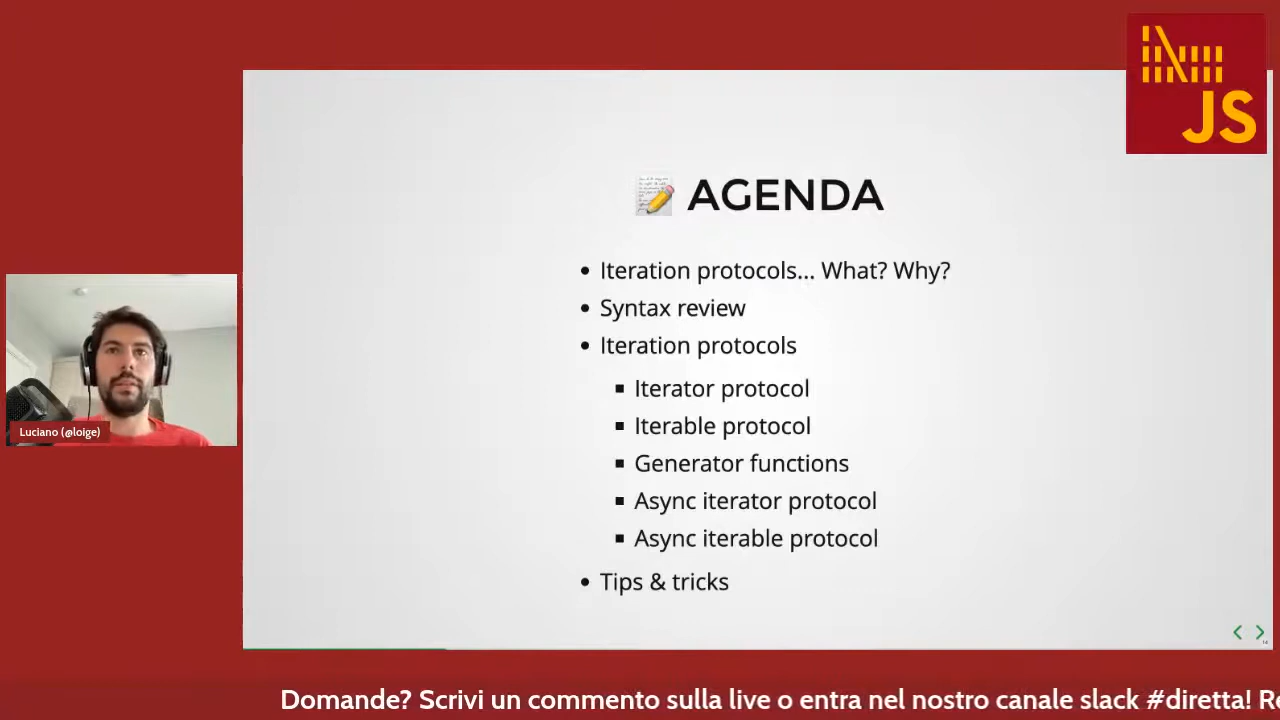 JS
AGENDA
Iteration protocols... What? Why?
Syntax review
Iteration protocols
Iterator protocol
Iterable protocol
Generator functions
Async iterator protocol
Async iterable protocol
Tips & tricks
Luciano (@loige)
14
Domande? Scrivi un commento sulla live o entra nel nostro canale slack #diretta! Re